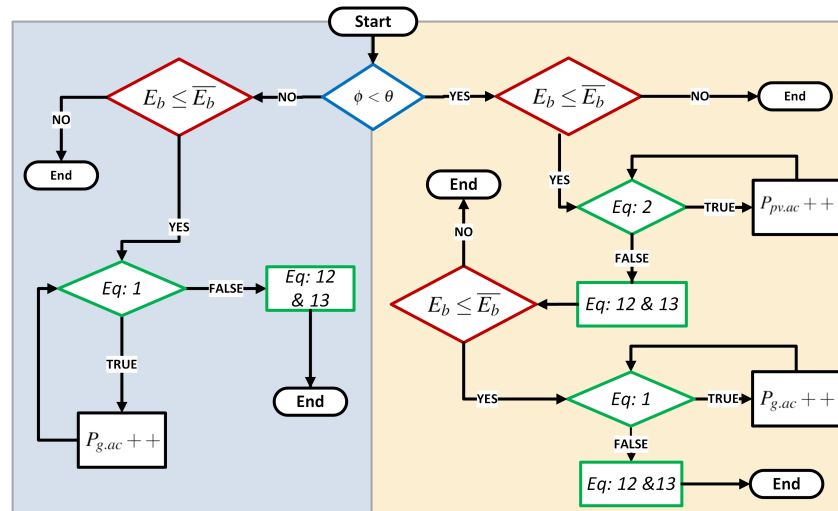 Start
ϕ < θ
NO
YES
E_b ≤ \overline{E_b}
NO
End
YES
Eq: 1
FALSE
Eq: 12
& 13
End
TRUE
P_{g.ac} ++
E_b ≤ \overline{E_b}
NO
End
YES
Eq: 2
TRUE
P_{pv.ac} ++
FALSE
Eq: 12 & 13
E_b ≤ \overline{E_b}
NO
End
YES
Eq: 1
TRUE
P_{g.ac} ++
FALSE
Eq: 12 &13
End